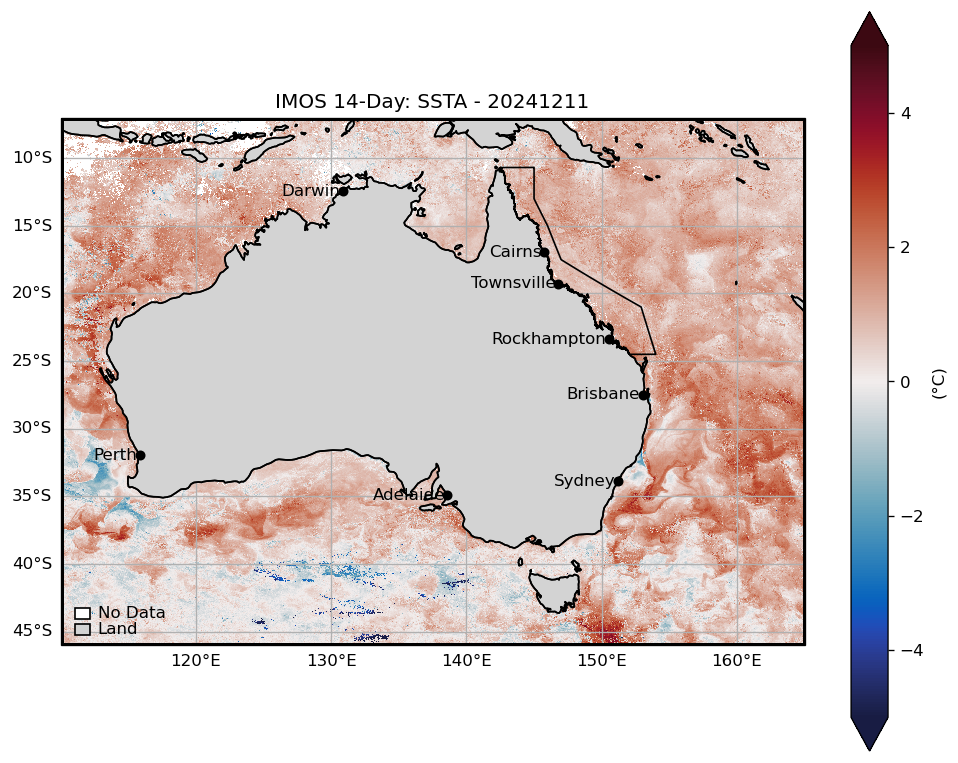 IMOS 14-Day: SSTA - 20241211
10°S
15°S
20°S
25°S
30°S
35°S
40°S
45°S
Darwin
Cairns
Townsville
Rockhampton
Brisbane
Perth
Sydney
Adelaide
No Data
Land
120°E 130°E 140°E 150°E 160°E
4
2
0
−2
−4
(°C)